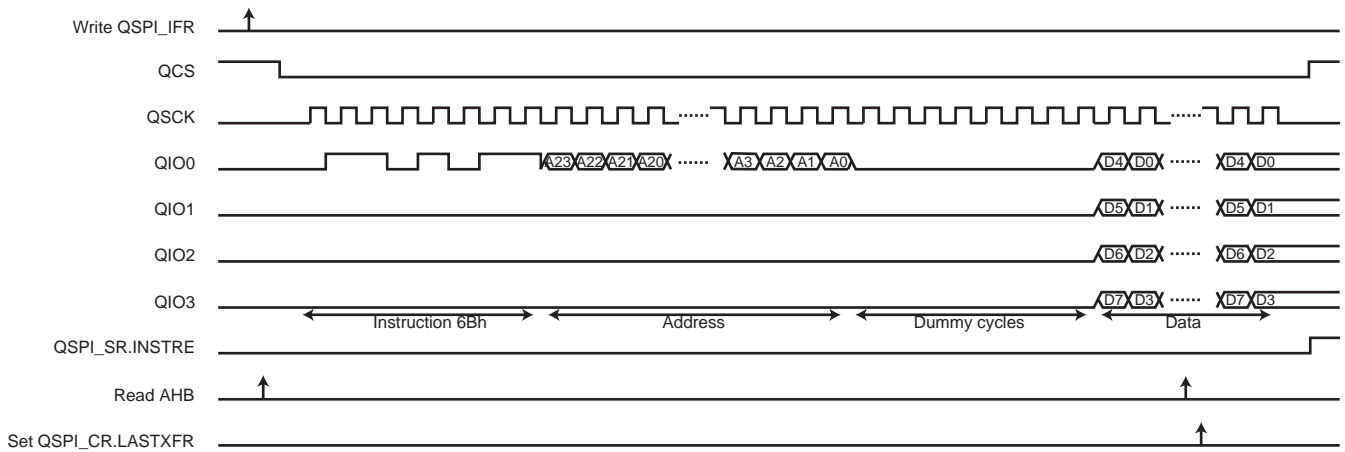 Write QSPI_IFR
QCS
QSCK
QIO0 A23 A22 A21 A20 ...... A3 A2 A1 A0 D4 D0 ...... D4 D0
QIO1 D5 D1 ...... D5 D1
QIO2 D6 D2 ...... D6 D2
QIO3 D7 D3 ...... D7 D3
Instruction 6Bh Address Dummy cycles Data
QSPI_SR.INSTRE
Read AHB
Set QSPI_CR.LASTXFR